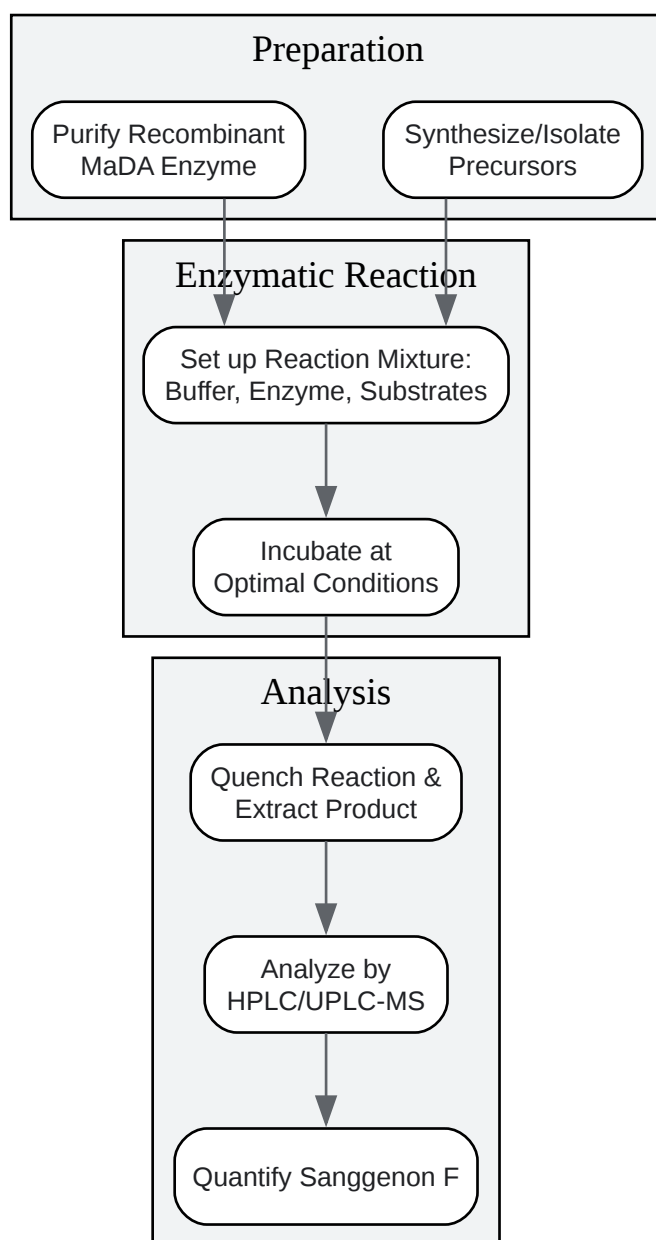 Preparation
Purify Recombinant
MaDA Enzyme
Synthesize/Isolate
Precursors
Enzymatic Reaction
Set up Reaction Mixture:
Buffer, Enzyme, Substrates
Incubate at
Optimal Conditions
Analysis
Quench Reaction &
Extract Product
Analyze by
HPLC/UPLC-MS
Quantify Sanggenon F